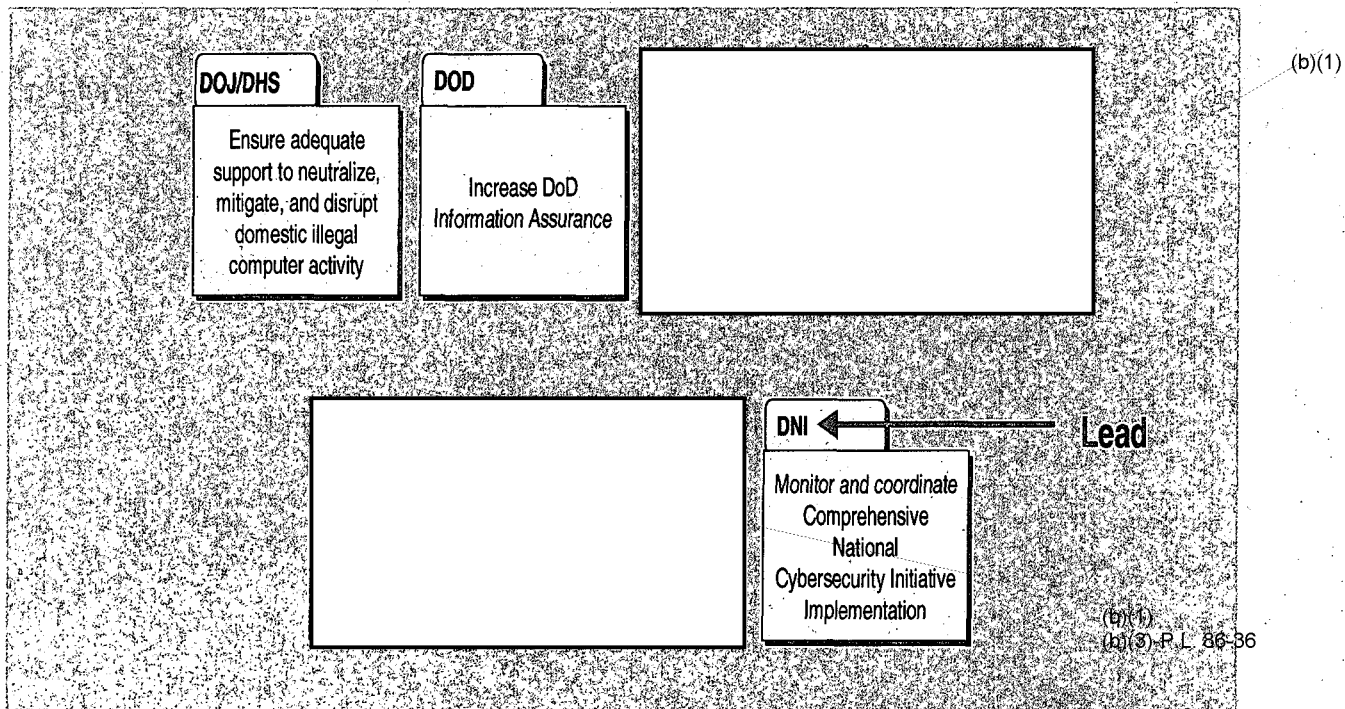 (b)(1)
DOJ/DHS
Ensure adequate
support to neutralize,
mitigate, and disrupt
domestic illegal
computer activity
DOD
Increase DoD
Information Assurance
DNI
Lead
Monitor and coordinate
Comprehensive
National
Cybersecurity Initiative
Implementation
(b)(1)
(b)(3)-P.L. 86-36